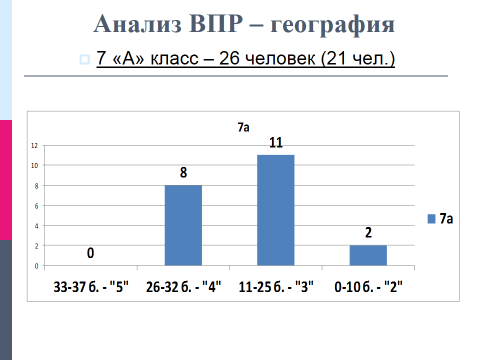 Анализ ВПР – география
7 «А» класс – 26 человек (21 чел.)
7а
12
10
8
6
4
2
0
0
8
11
2
33-37 б. - "5"
26-32 б. - "4"
11-25 б. - "3"
0-10 б. - "2"
7а